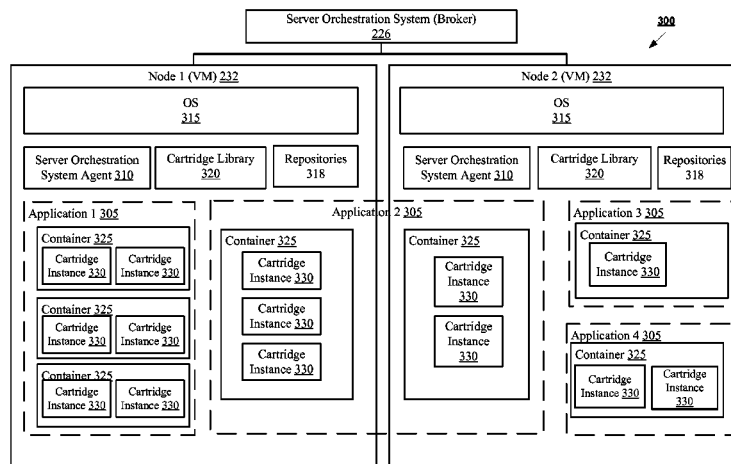 Server Orchestration System (Broker)
226
300
Node 1 (VM) 232
OS
315
Server Orchestration
System Agent 310
Cartridge Library
320
Repositories
318
Application 1 305
Container 325
Cartridge
Instance 330
Cartridge
Instance 330
Container 325
Cartridge
Instance 330
Cartridge
Instance 330
Container 325
Cartridge
Instance 330
Cartridge
Instance 330
Application 2 305
Container 325
Cartridge
Instance
330
Cartridge
Instance
330
Cartridge
Instance
330
Node 2 (VM) 232
OS
315
Server Orchestration
System Agent 310
Cartridge Library
320
Repositories
318
Container 325
Cartridge
Instance
330
Cartridge
Instance
330
Application 3 305
Container 325
Cartridge
Instance 330
Application 4 305
Container 325
Cartridge
Instance 330
Cartridge
Instance
330